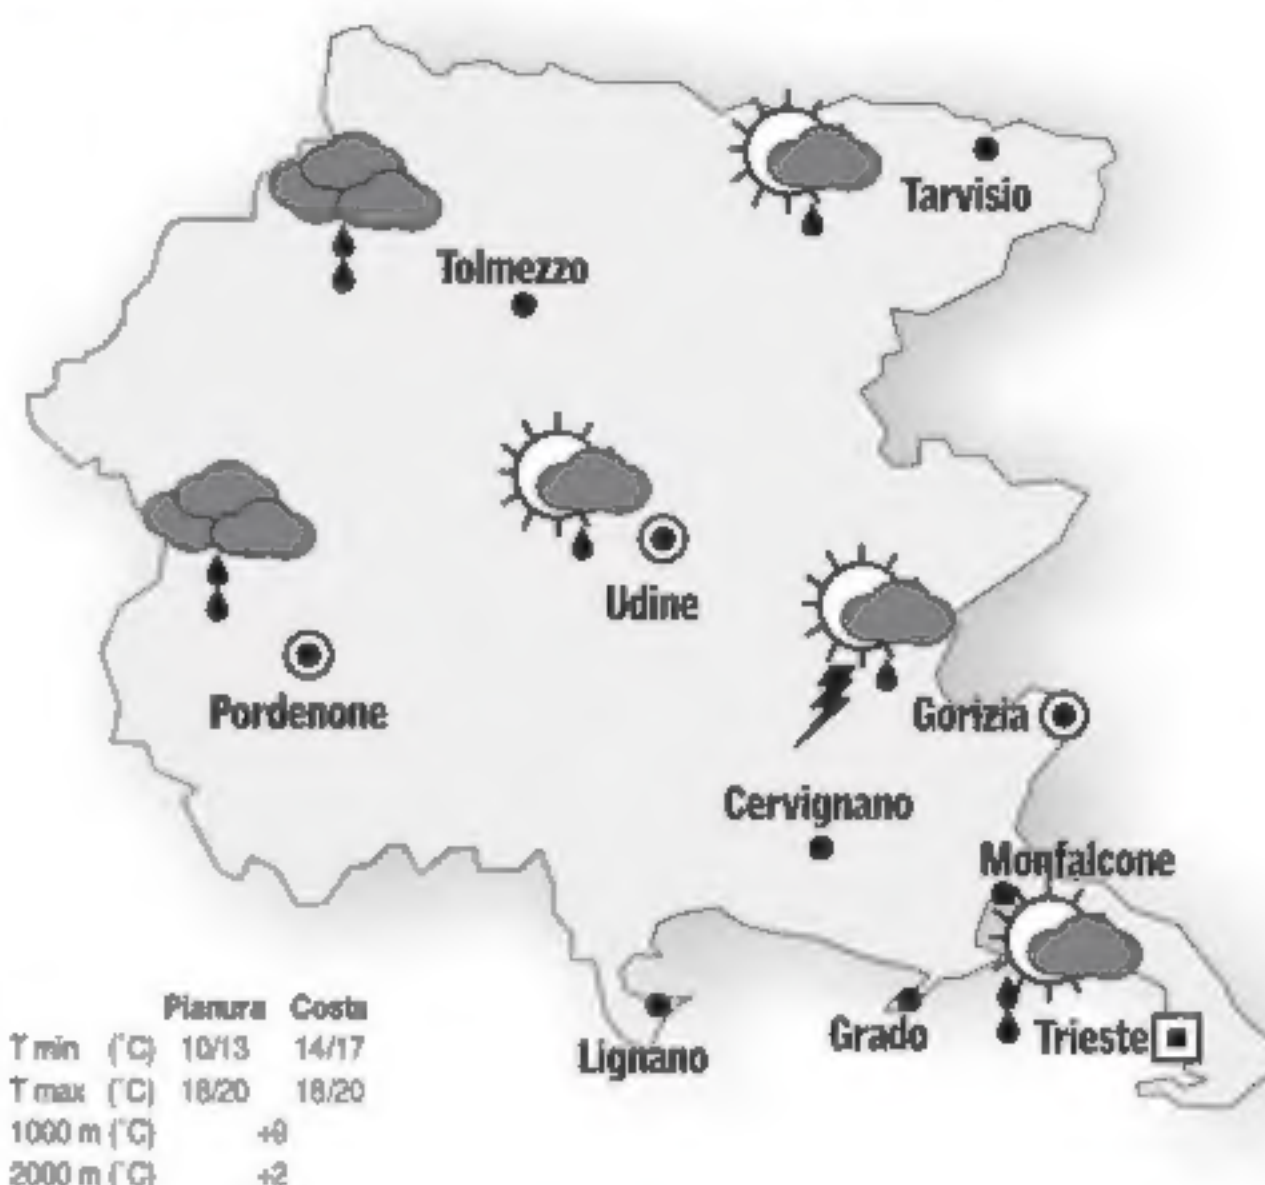 Tarvisio
Tolmezzo
Udine
Pordenone
Gorizia
Cervignano
Monfalcone
Grado
Trieste
Lignano
Pianura Costa
T min (°C) 10/13 14/17
T max (°C) 18/20 18/20
1000 m (°C) +9
2000 m (°C) +2